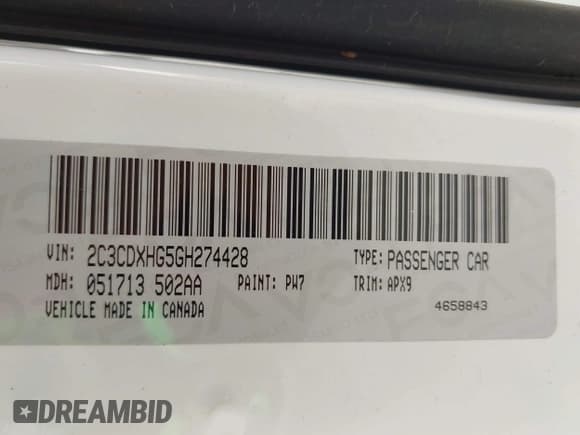 VIN: 2C3CDXHG5GH274428 TYPE: PASSENGER CAR
MDH: 051713 502AA PAINT: PW7 TRIM: APX9
VEHICLE MADE IN CANADA 4658843
DREAMBID